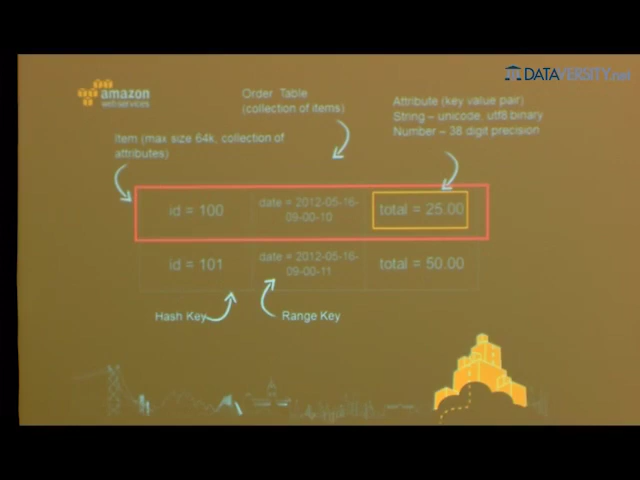 DATAVERSITY.net
amazon
webservices
Order Table
(collection of items)
Attribute (key value pair)
String – unicode, utf8 binary
Number – 38 digit precision
Item (max size 64k, collection of
attributes)
id = 100
date = 2012-05-16-
09-00-10
total = 25.00
id = 101
date = 2012-05-16-
09-00-11
total = 50.00
Hash Key
Range Key